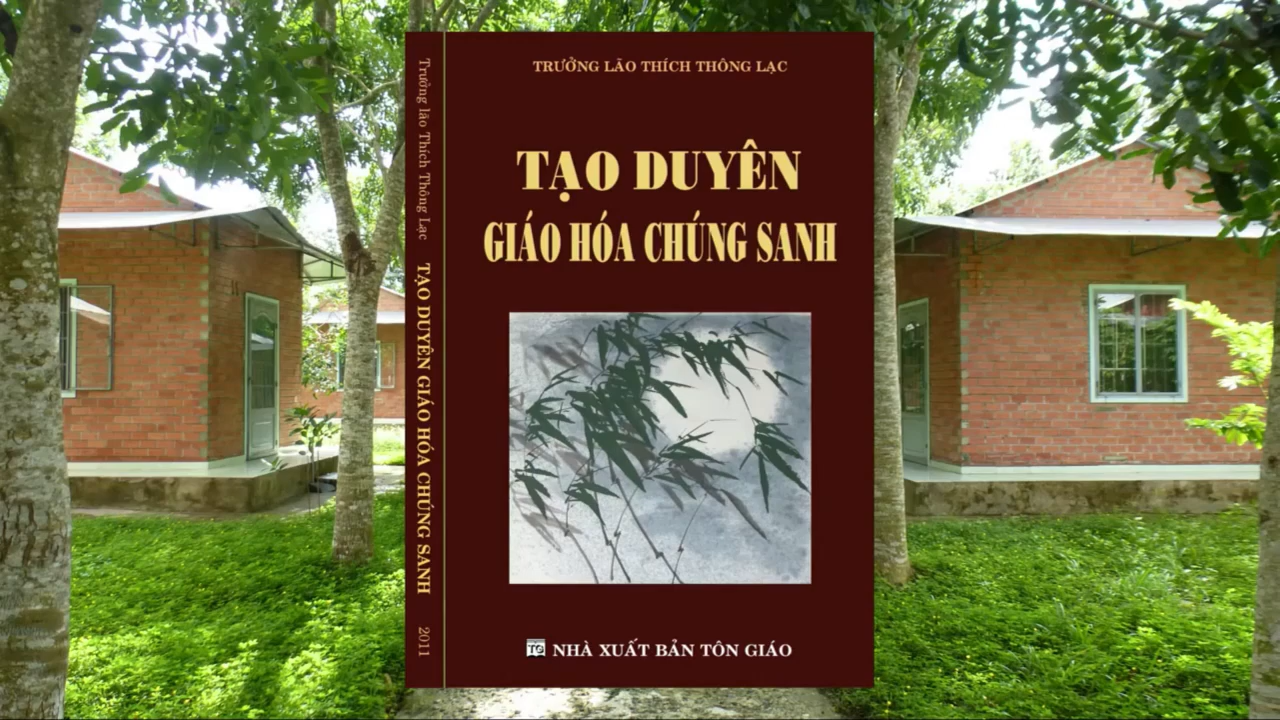 Trưởng lão Thích Thông Lạc TẠO DUYÊN GIÁO HÓA CHÚNG SANH 2011
TRƯỞNG LÃO THÍCH THÔNG LẠC
TẠO DUYÊN
GIÁO HÓA CHÚNG SANH
TG NHÀ XUẤT BẢN TÔN GIÁO